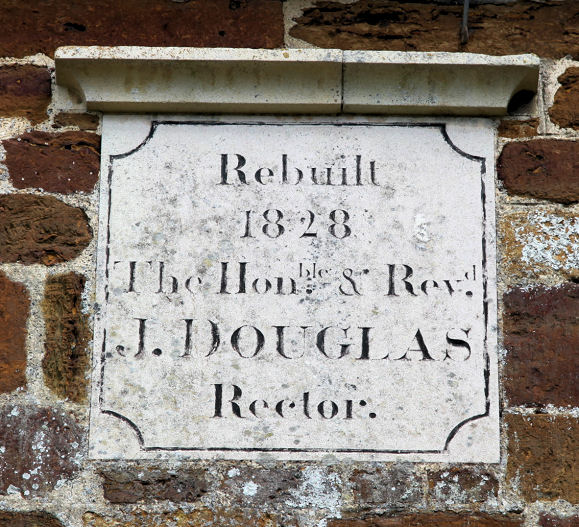 Rebuilt
1828
The Honble. & Revd.
J. DOUGLAS
Rector.